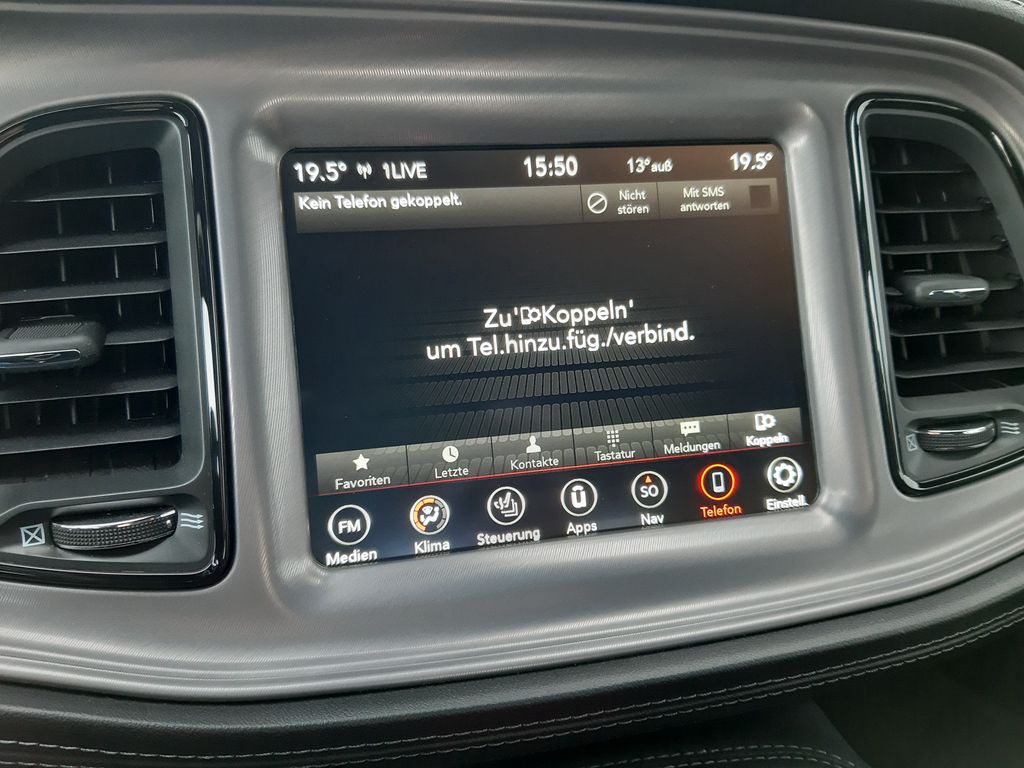 19.5° 1LIVE 15:50 13°auß 19.5°
Kein Telefon gekoppelt.
Nicht
stören
Mit SMS
antworten
Zu'Koppeln'
um Tel.hinzu.füg./verbind.
Favoriten Letzte Kontakte Tastatur Meldungen Koppeln
FM ü SO
Medien Klima Steuerung Apps Nav Telefon Einstell.